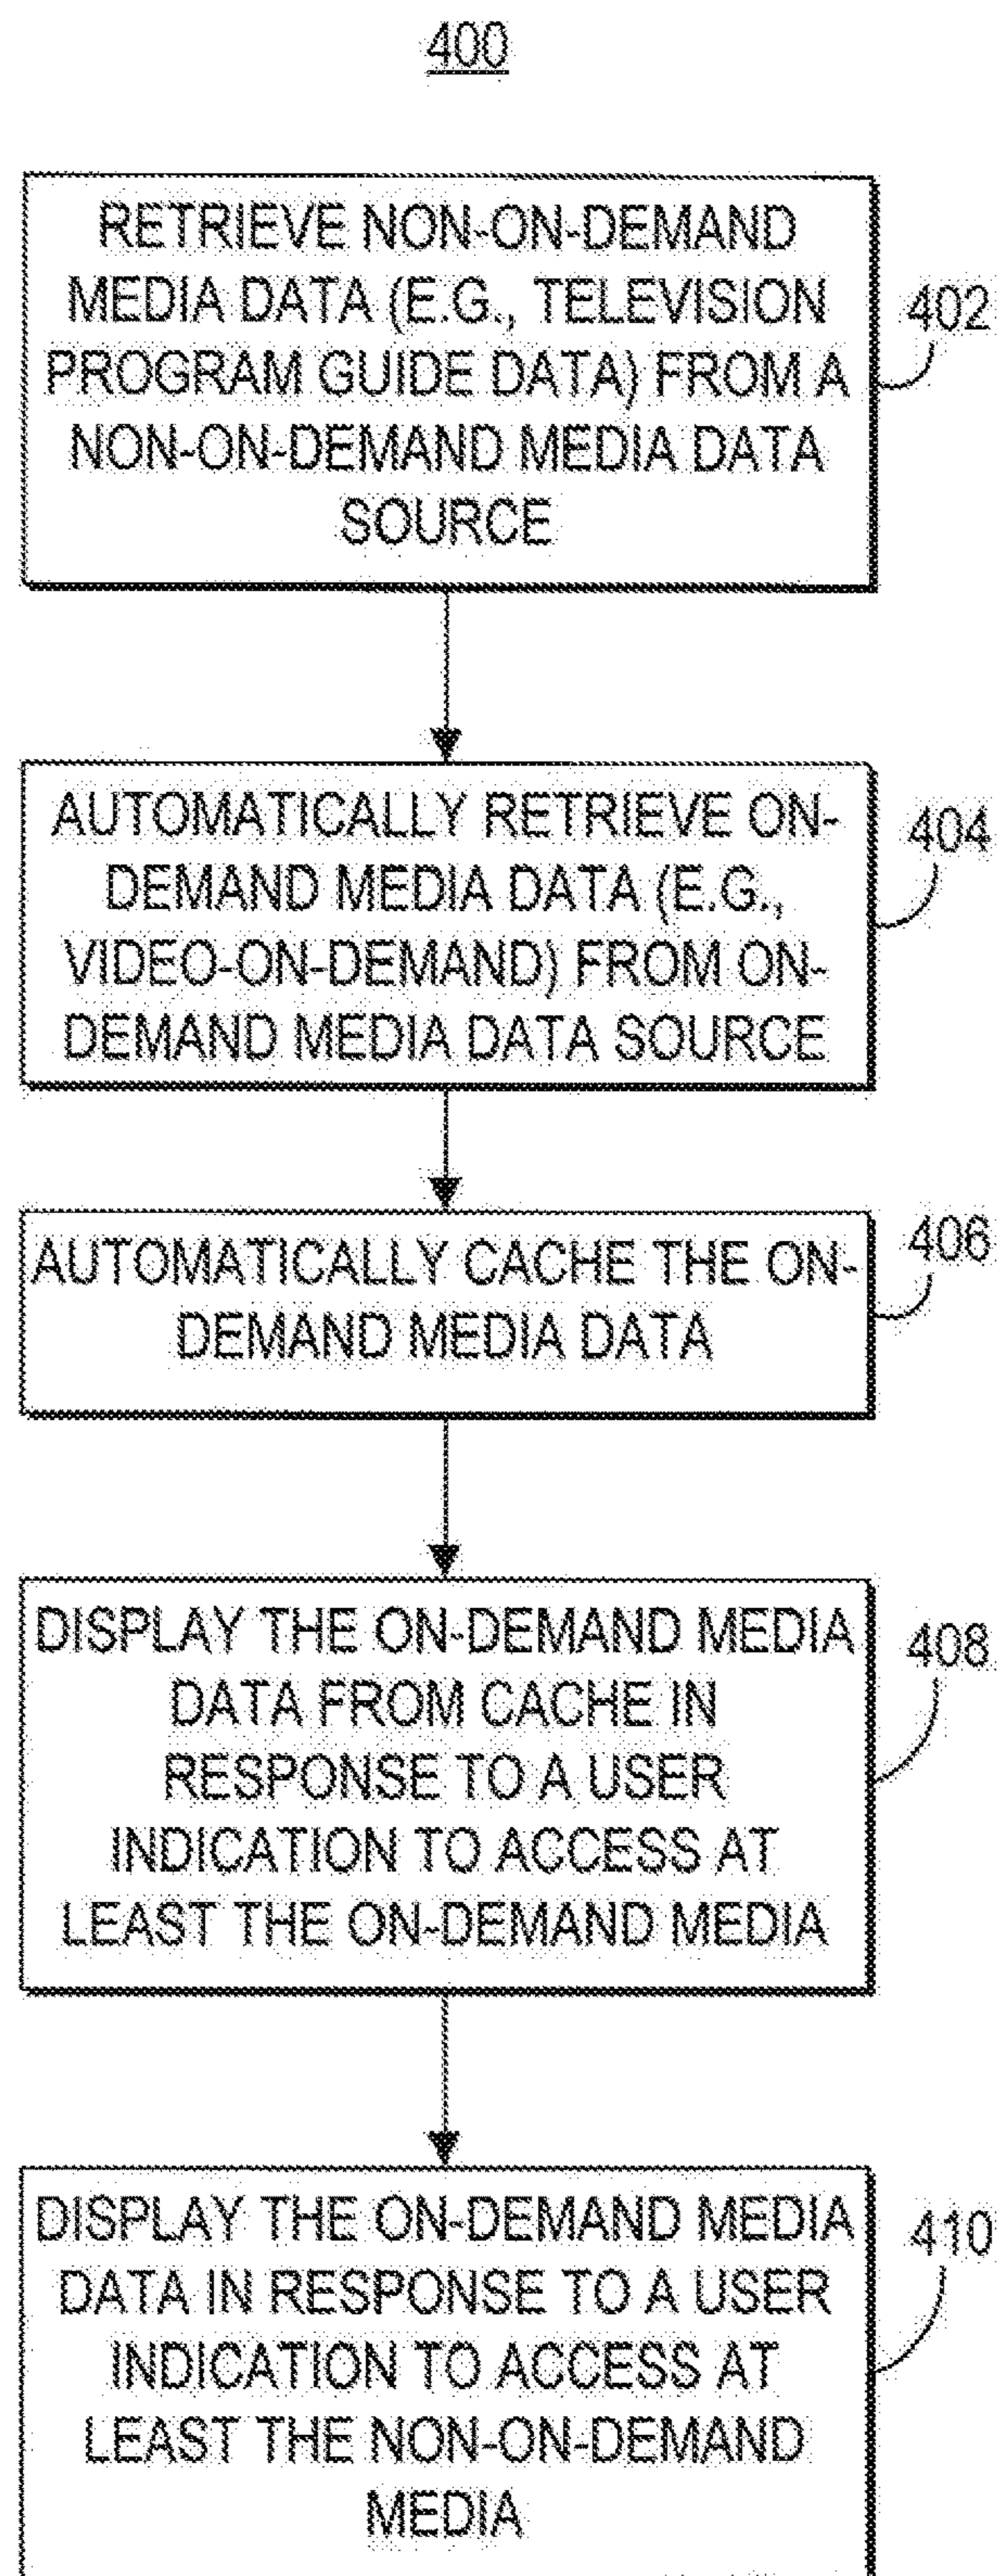 400
RETRIEVE NON-ON-DEMAND
MEDIA DATA (E.G., TELEVISION
PROGRAM GUIDE DATA) FROM A
NON-ON-DEMAND MEDIA DATA
SOURCE
402
AUTOMATICALLY RETRIEVE ON-
DEMAND MEDIA DATA (E.G.,
VIDEO-ON-DEMAND) FROM ON-
DEMAND MEDIA DATA SOURCE
404
AUTOMATICALLY CACHE THE ON-
DEMAND MEDIA DATA
406
DISPLAY THE ON-DEMAND MEDIA
DATA FROM CACHE IN
RESPONSE TO A USER
INDICATION TO ACCESS AT
LEAST THE ON-DEMAND MEDIA
408
DISPLAY THE ON-DEMAND MEDIA
DATA IN RESPONSE TO A USER
INDICATION TO ACCESS AT
LEAST THE NON-ON-DEMAND
MEDIA
410